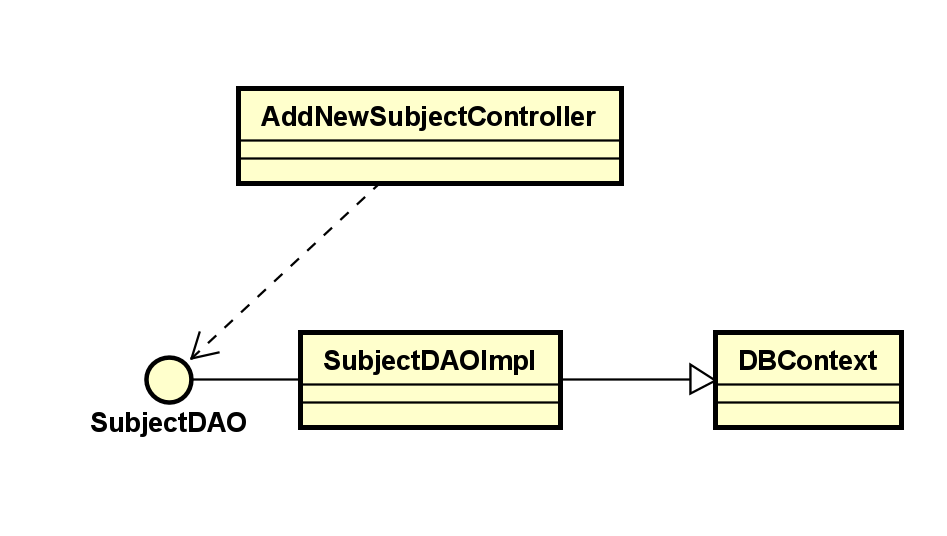 AddNewSubjectController
SubjectDAOImpl
DBContext
SubjectDAO